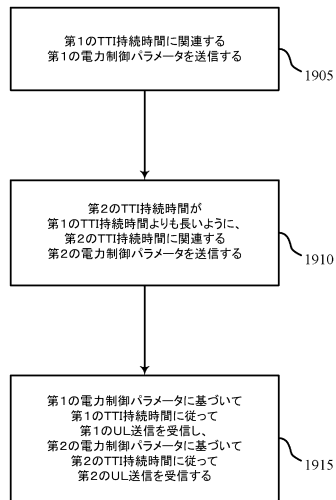 第1のTTI持続時間に関連する
第1の電力制御パラメータを送信する
1905
第2のTTI持続時間が
第1のTTI持続時間よりも長いように、
第2のTTI持続時間に関連する
第2の電力制御パラメータを送信する
1910
第1の電力制御パラメータに基づいて
第1のTTI持続時間に従って
第1のUL送信を受信し、
第2の電力制御パラメータに基づいて
第2のTTI持続時間に従って
第2のUL送信を受信する
1915